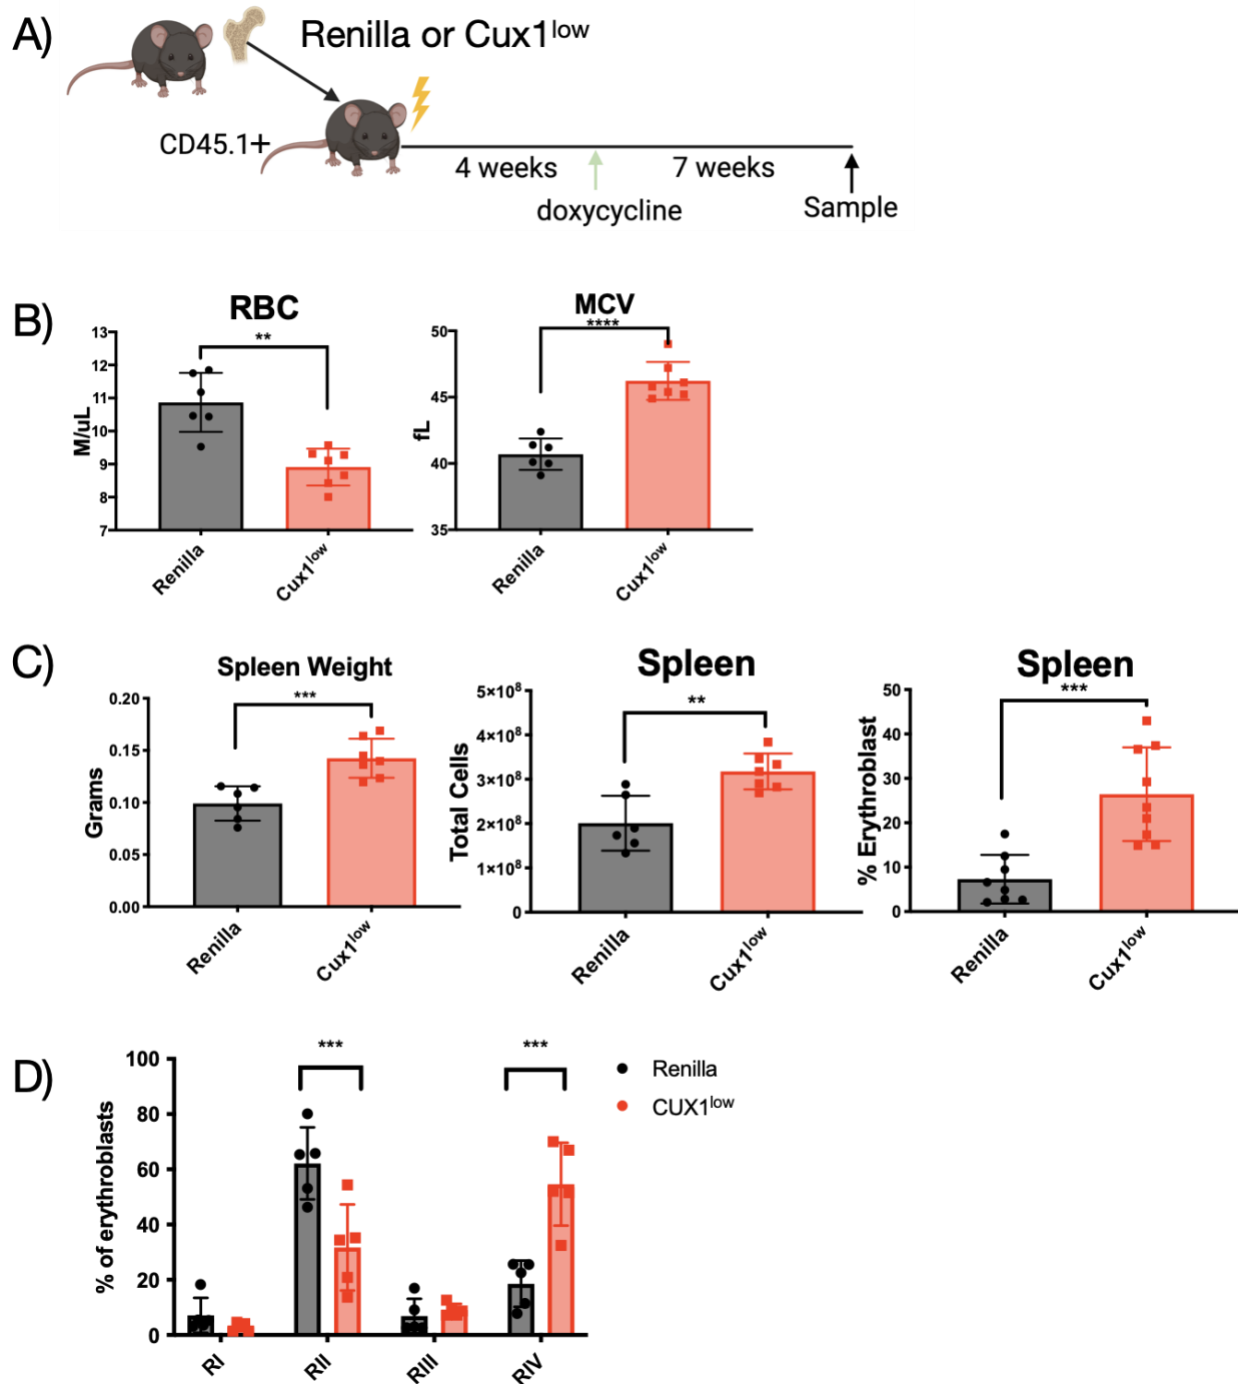 A)
Renilla or Cux1low
CD45.1+
4 weeks
7 weeks
doxycycline
Sample
B)
RBC
**
M/uL
13
12
11
10
9
8
7
Renilla
Cux1low
MCV
****
fL
50
45
40
35
Renilla
Cux1low
C)
Spleen Weight
***
Grams
0.20
0.15
0.10
0.05
0.00
Renilla
Cux1low
Spleen
**
Total Cells
5×10⁸
4×10⁸
3×10⁸
2×10⁸
1×10⁸
0
Renilla
Cux1low
Spleen
***
% Erythroblast
50
40
30
20
10
0
Renilla
Cux1low
D)
% of erythroblasts
100
80
60
40
20
0
***
***
Renilla
CUX1low
RI
RII
RIII
RIV